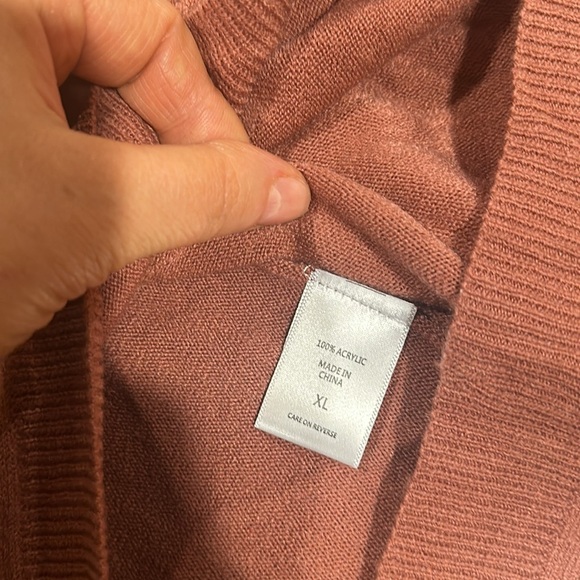 100% ACRYLIC
MADE IN
CHINA
XL
CARE ON REVERSE